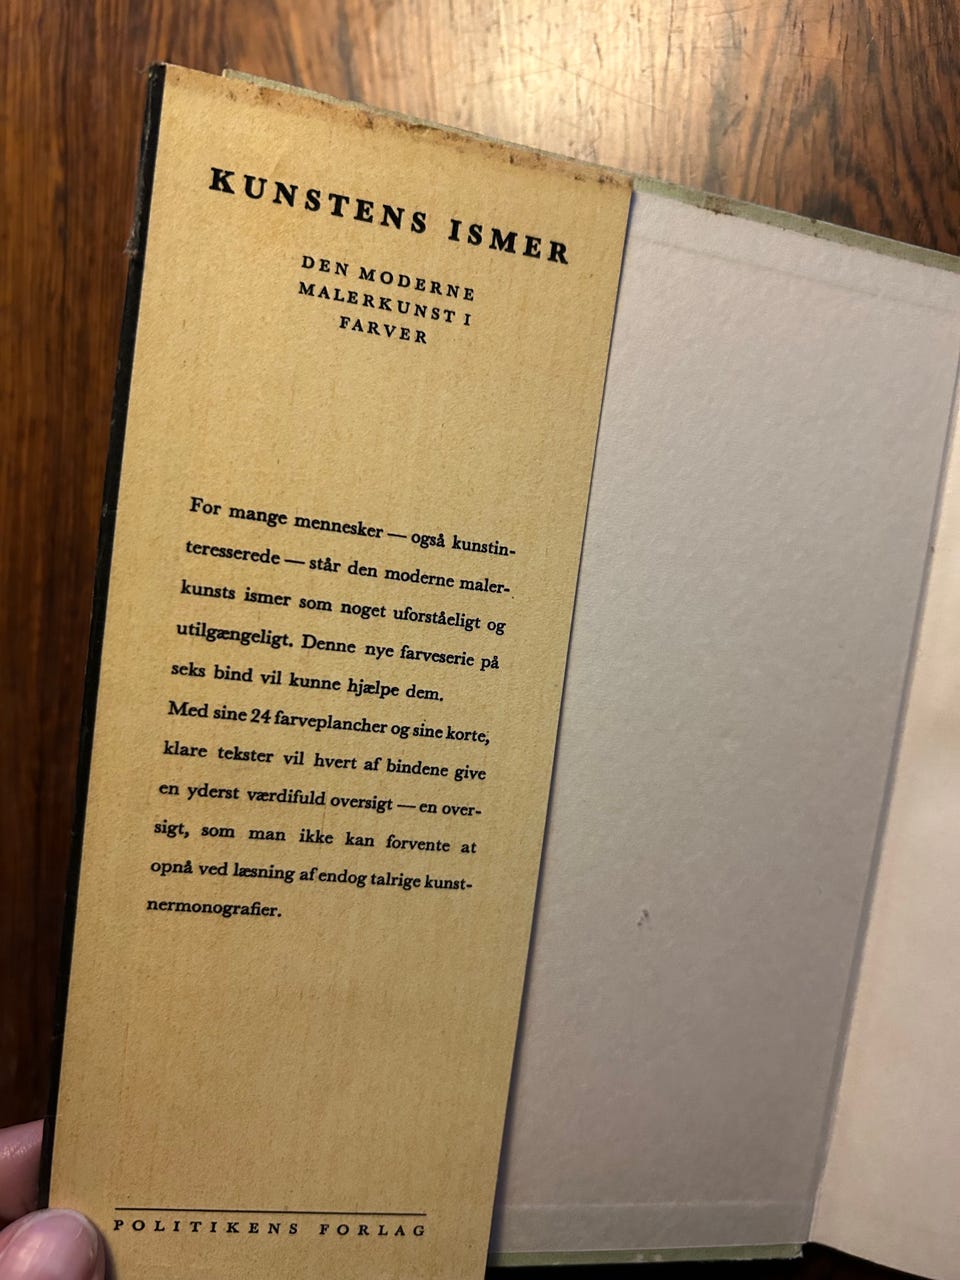 KUNSTENS ISMER
DEN MODERNE
MALERKUNST I
FARVER
For mange mennesker — også kunstin-
teresserede — står den moderne maler-
kunsts ismer som noget uforståeligt og
utilgængeligt. Denne nye farveserie på
seks bind vil kunne hjælpe dem.
Med sine 24 farveplancher og sine korte,
klare tekster vil hvert af bindene give
en yderst værdifuld oversigt — en over-
sigt, som man ikke kan forvente at
opnå ved læsning af endog talrige kunst-
nermonografier.
POLITIKENS FORLAG